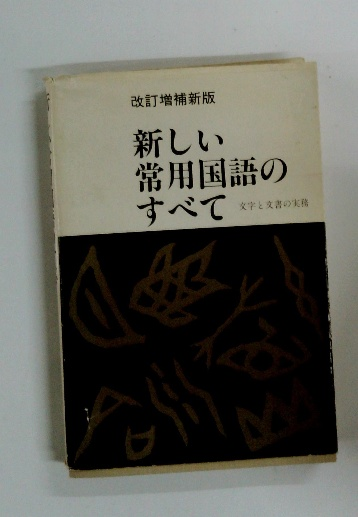 改訂増補新版
新しい
常用国語の
すべて
文字と文書の実務